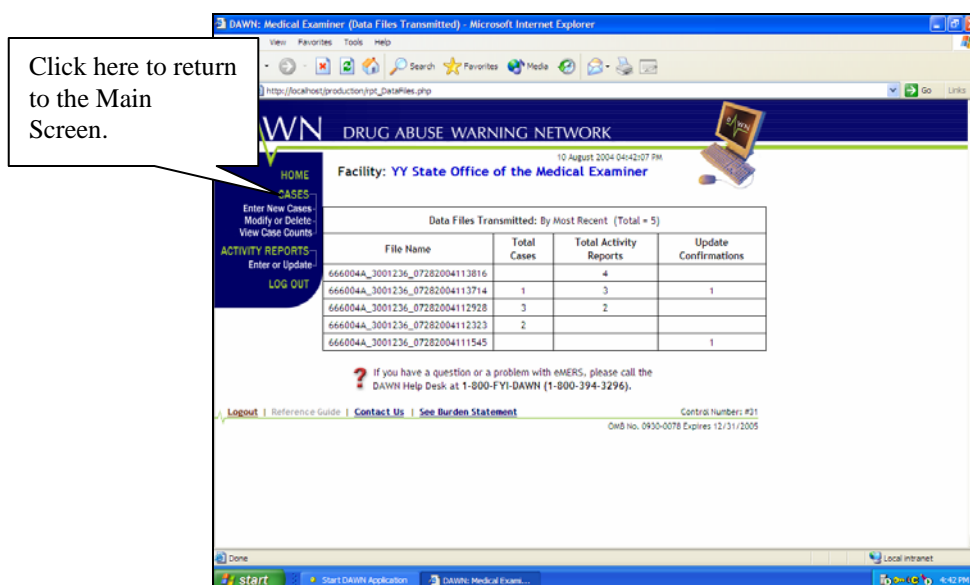 DAWN: Medical Examiner (Data Files Transmitted) - Microsoft Internet Explorer
View Favorites Tools Help
Click here to return
to the Main
Screen.
Search Favorites Media
http://localhost/production/rpt_DataFiles.php
Go Links
WN
DRUG ABUSE WARNING NETWORK
10 August 2004 04:42:07 PM
Facility: YY State Office of the Medical Examiner
HOME
CASES
Enter New Cases
Modify or Delete
View Case Counts
ACTIVITY REPORTS
Enter or Update
LOG OUT
Data Files Transmitted: By Most Recent (Total = 5)
File Name Total Cases Total Activity Reports Update Confirmations
666004A_3001236_07282004113816 4
666004A_3001236_07282004113714 1 3 1
666004A_3001236_07282004112928 3 2
666004A_3001236_07282004112323 2
666004A_3001236_07282004111545 1
? If you have a question or a problem with eMERS, please call the
DAWN Help Desk at 1-800-FYI-DAWN (1-800-394-3296).
Logout | Reference Guide | Contact Us | See Burden Statement
Control Number: #31
OMB No. 0930-0078 Expires 12/31/2005
Done
Local intranet
start Start DAWN Application DAWN: Medical Exami... 4:42 PM